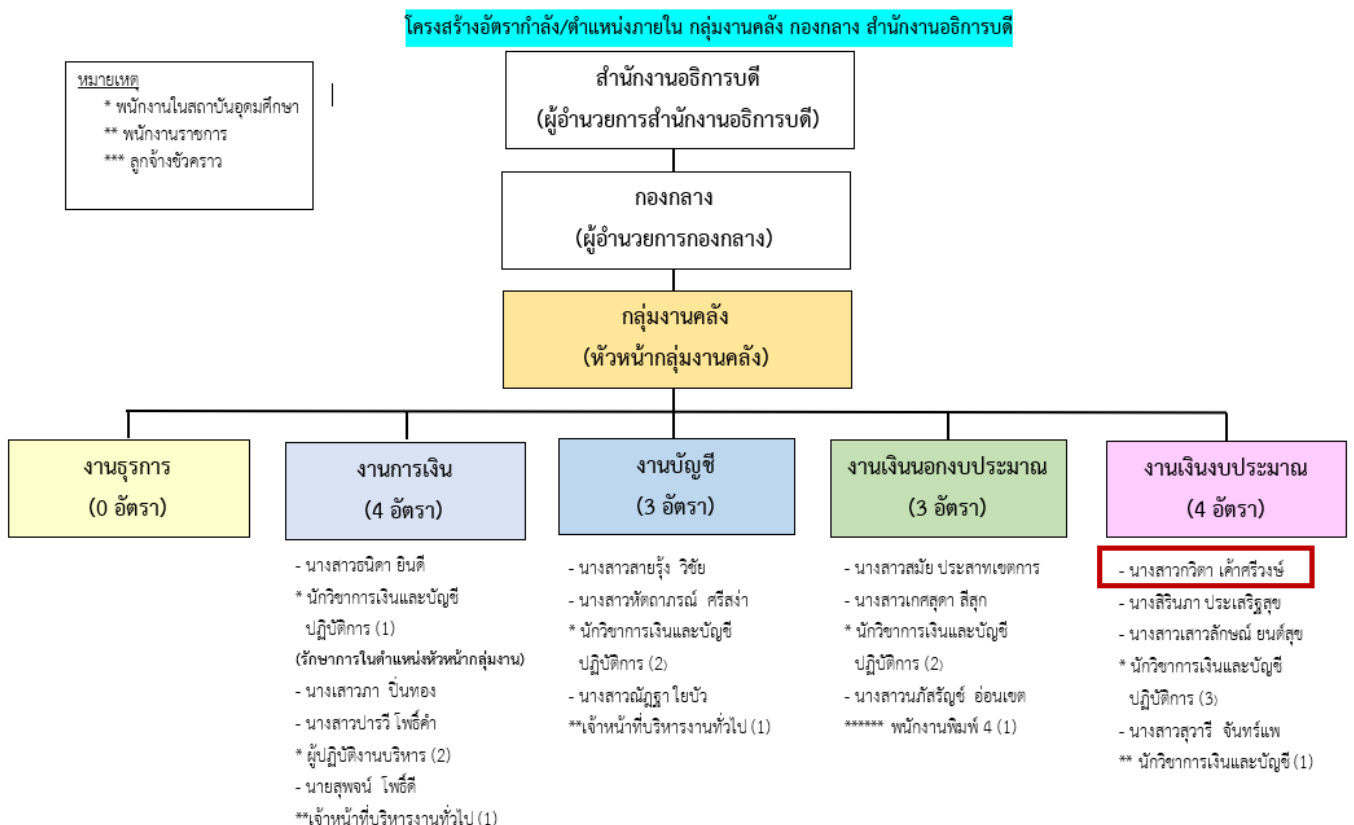 โครงสร้างอัตรากำลัง/ตำแหน่งภายใน กลุ่มงานคลัง กองกลาง สำนักงานอธิการบดี
หมายเหตุ
* พนักงานในสถาบันอุดมศึกษา
** พนักงานราชการ
*** ลูกจ้างชั่วคราว
สำนักงานอธิการบดี
(ผู้อำนวยการสำนักงานอธิการบดี)
กองกลาง
(ผู้อำนวยการกองกลาง)
กลุ่มงานคลัง
(หัวหน้ากลุ่มงานคลัง)
งานธุรการ
(0 อัตรา)
งานการเงิน
(4 อัตรา)
- นางสาวธนิดา ยินดี
* นักวิชาการเงินและบัญชี
ปฏิบัติการ (1)
(รักษาการในตำแหน่งหัวหน้ากลุ่มงาน)
- นางเสาวภา ปิ่นทอง
- นางสาวปารวี โพธิ์คำ
* ผู้ปฏิบัติงานบริหาร (2)
- นายสุพจน์ โพธิ์ดี
**เจ้าหน้าที่บริหารงานทั่วไป (1)
งานบัญชี
(3 อัตรา)
- นางสาวสายรุ้ง วิชัย
- นางสาวหัตถาภรณ์ ศรีสง่า
* นักวิชาการเงินและบัญชี
ปฏิบัติการ (2)
- นางสาวณัฏฐา ใยบัว
**เจ้าหน้าที่บริหารงานทั่วไป (1)
งานเงินนอกงบประมาณ
(3 อัตรา)
- นางสาวสมัย ประสาทเขตการ
- นางสาวเกศสุดา สีสุก
* นักวิชาการเงินและบัญชี
ปฏิบัติการ (2)
- นางสาวนภัสรัญช์ อ่อนเขต
****** พนักงานพิมพ์ 4 (1)
งานเงินงบประมาณ
(4 อัตรา)
- นางสาวกวิตา เค้าศรีวงษ์
- นางสิรินภา ประเสริฐสุข
- นางสาวเสาวลักษณ์ ยนต์สุข
* นักวิชาการเงินและบัญชี
ปฏิบัติการ (3)
- นางสาวสุวารี จันทร์แพ
** นักวิชาการเงินและบัญชี (1)